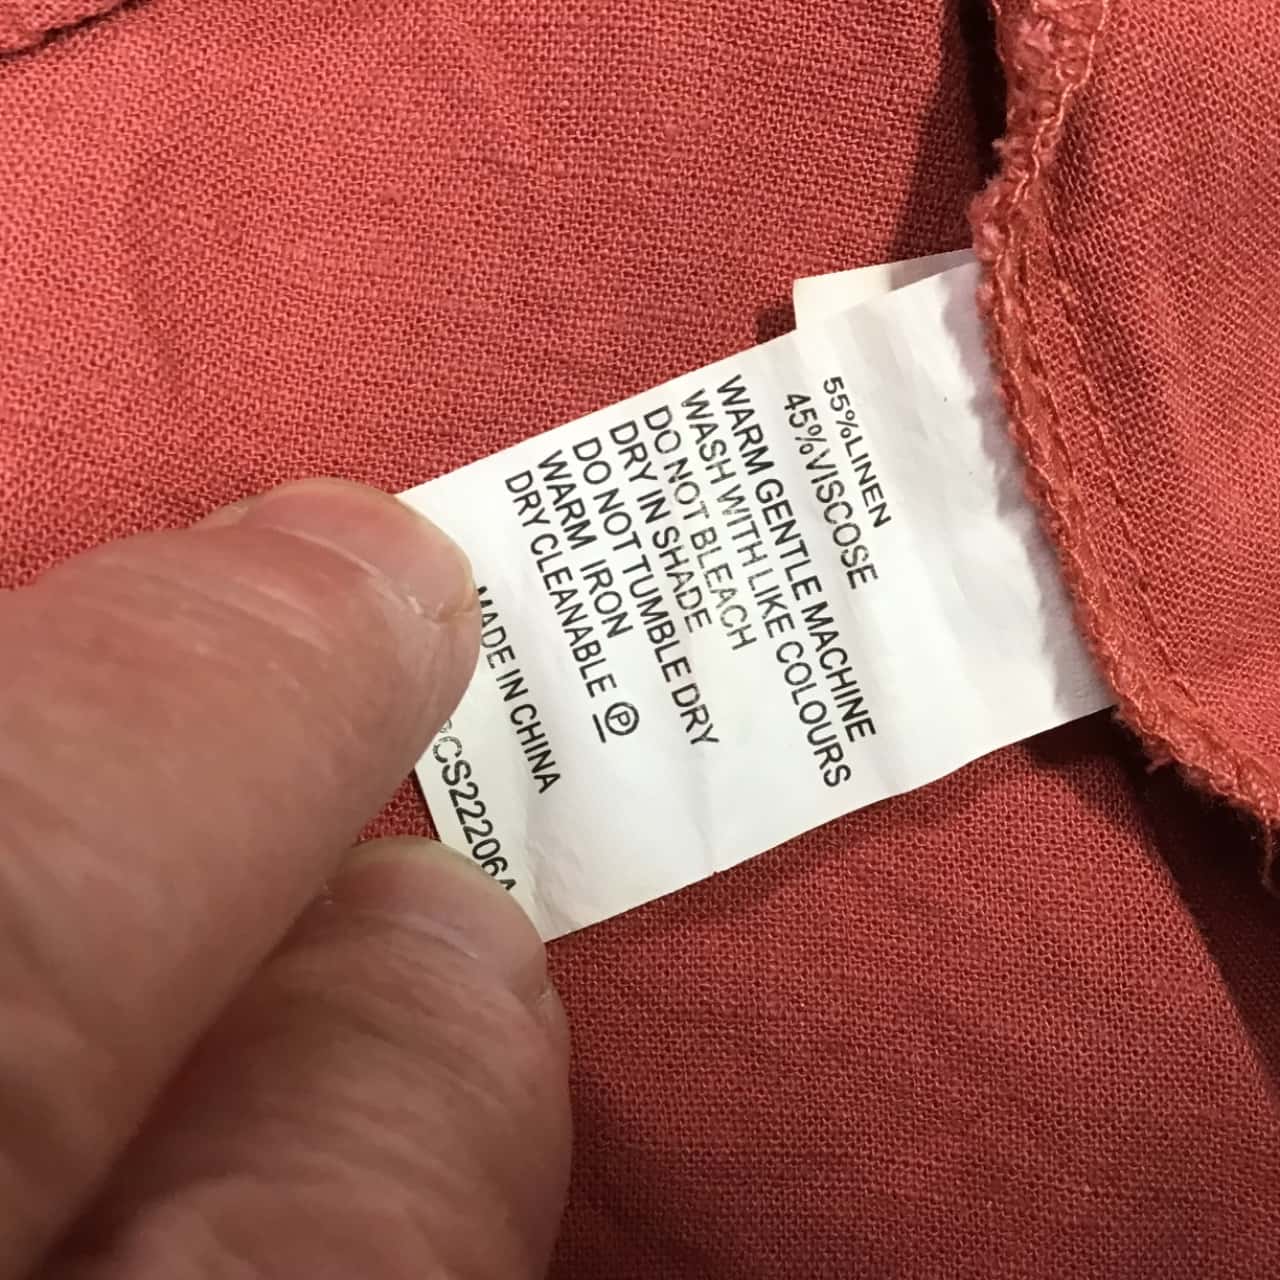 55%LINEN
45%VISCOSE
WARM GENTLE MACHINE
WASH WITH LIKE COLOURS
DO NOT BLEACH
DRY IN SHADE
DO NOT TUMBLE DRY
WARM IRON
DRY CLEANABLE Ⓟ
MADE IN CHINA